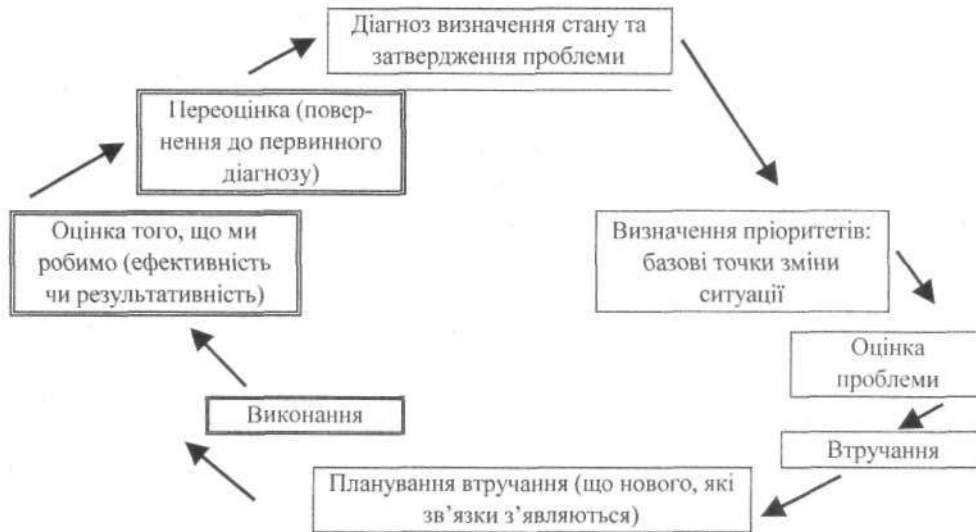 Діагноз визначення стану та
затвердження проблеми
Переоцінка (повер-
нення до первинного
діагнозу)
Оцінка того, що ми
робимо (ефективність
чи результативність)
Визначення пріоритетів:
базові точки зміни
ситуації
Оцінка
проблеми
Виконання
Втручання
Планування втручання (що нового, які
зв’язки з’являються)